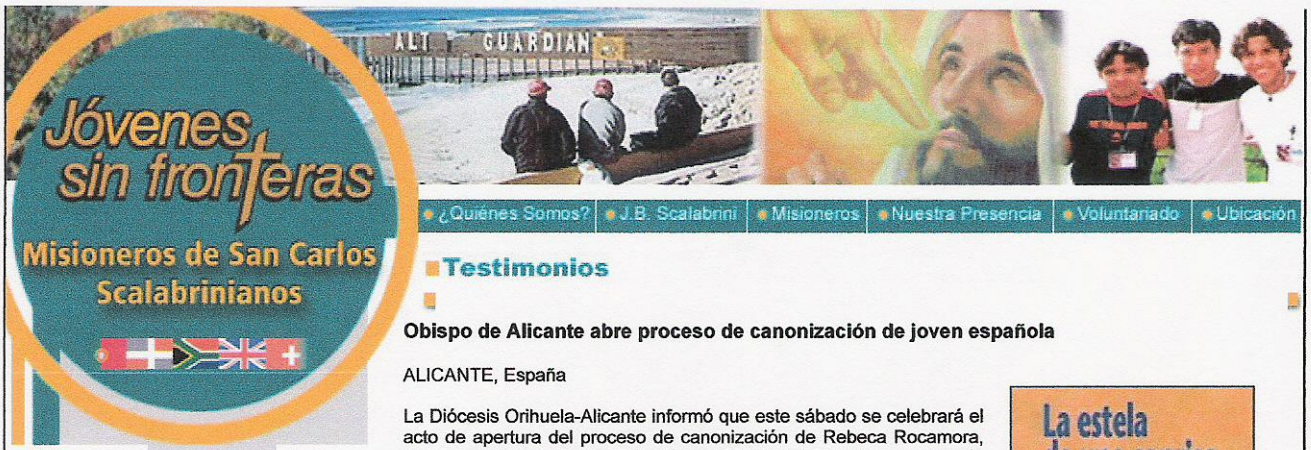 Jóvenes
sin fronteras
Misioneros de San Carlos
Scalabrinianos
ALT GUARDIAN
¿Quiénes Somos? J.B. Scalabrini Misioneros Nuestra Presencia Voluntariado Ubicación
Testimonios
Obispo de Alicante abre proceso de canonización de joven española
ALICANTE, España
La Diócesis Orihuela-Alicante informó que este sábado se celebrará el
acto de apertura del proceso de canonización de Rebeca Rocamora,
La estela